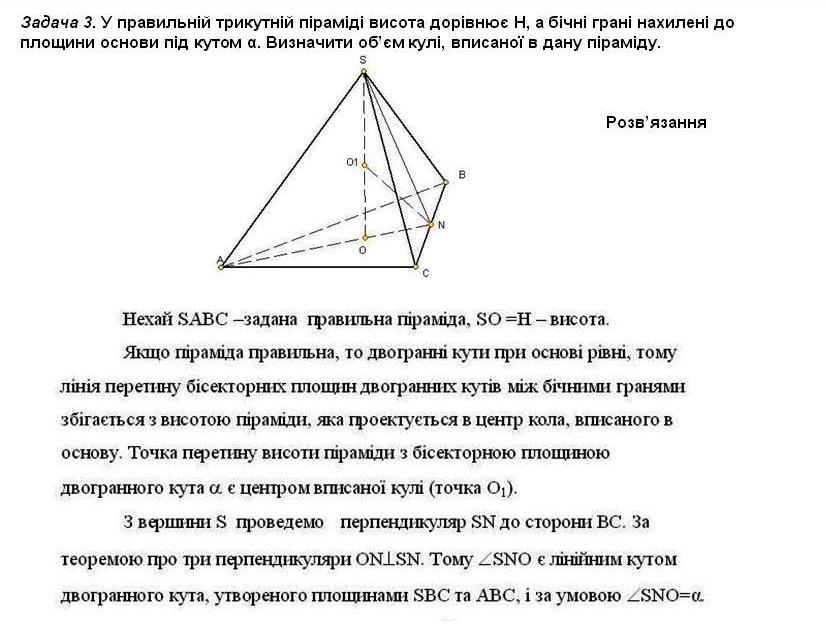 Задача 3. У правильній трикутній піраміді висота дорівнює Н, а бічні грані нахилені до
площини основи під кутом α. Визначити об’єм кулі, вписаної в дану піраміду.
S
Розв’язання
O1
B
N
O
A
C
Нехай SABC –задана правильна піраміда, SO =H – висота.
Якщо піраміда правильна, то двогранні кути при основі рівні, тому
лінія перетину бісекторних площин двогранних кутів між бічними гранями
збігається з висотою піраміди, яка проектується в центр кола, вписаного в
основу. Точка перетину висоти піраміди з бісекторною площиною
двогранного кута α є центром вписаної кулі (точка O₁).
З вершини S проведемо перпендикуляр SN до сторони BC. За
теоремою про три перпендикуляри ON⊥SN. Тому ∠SNO є лінійним кутом
двогранного кута, утвореного площинами SBC та ABC, і за умовою ∠SNO=α.